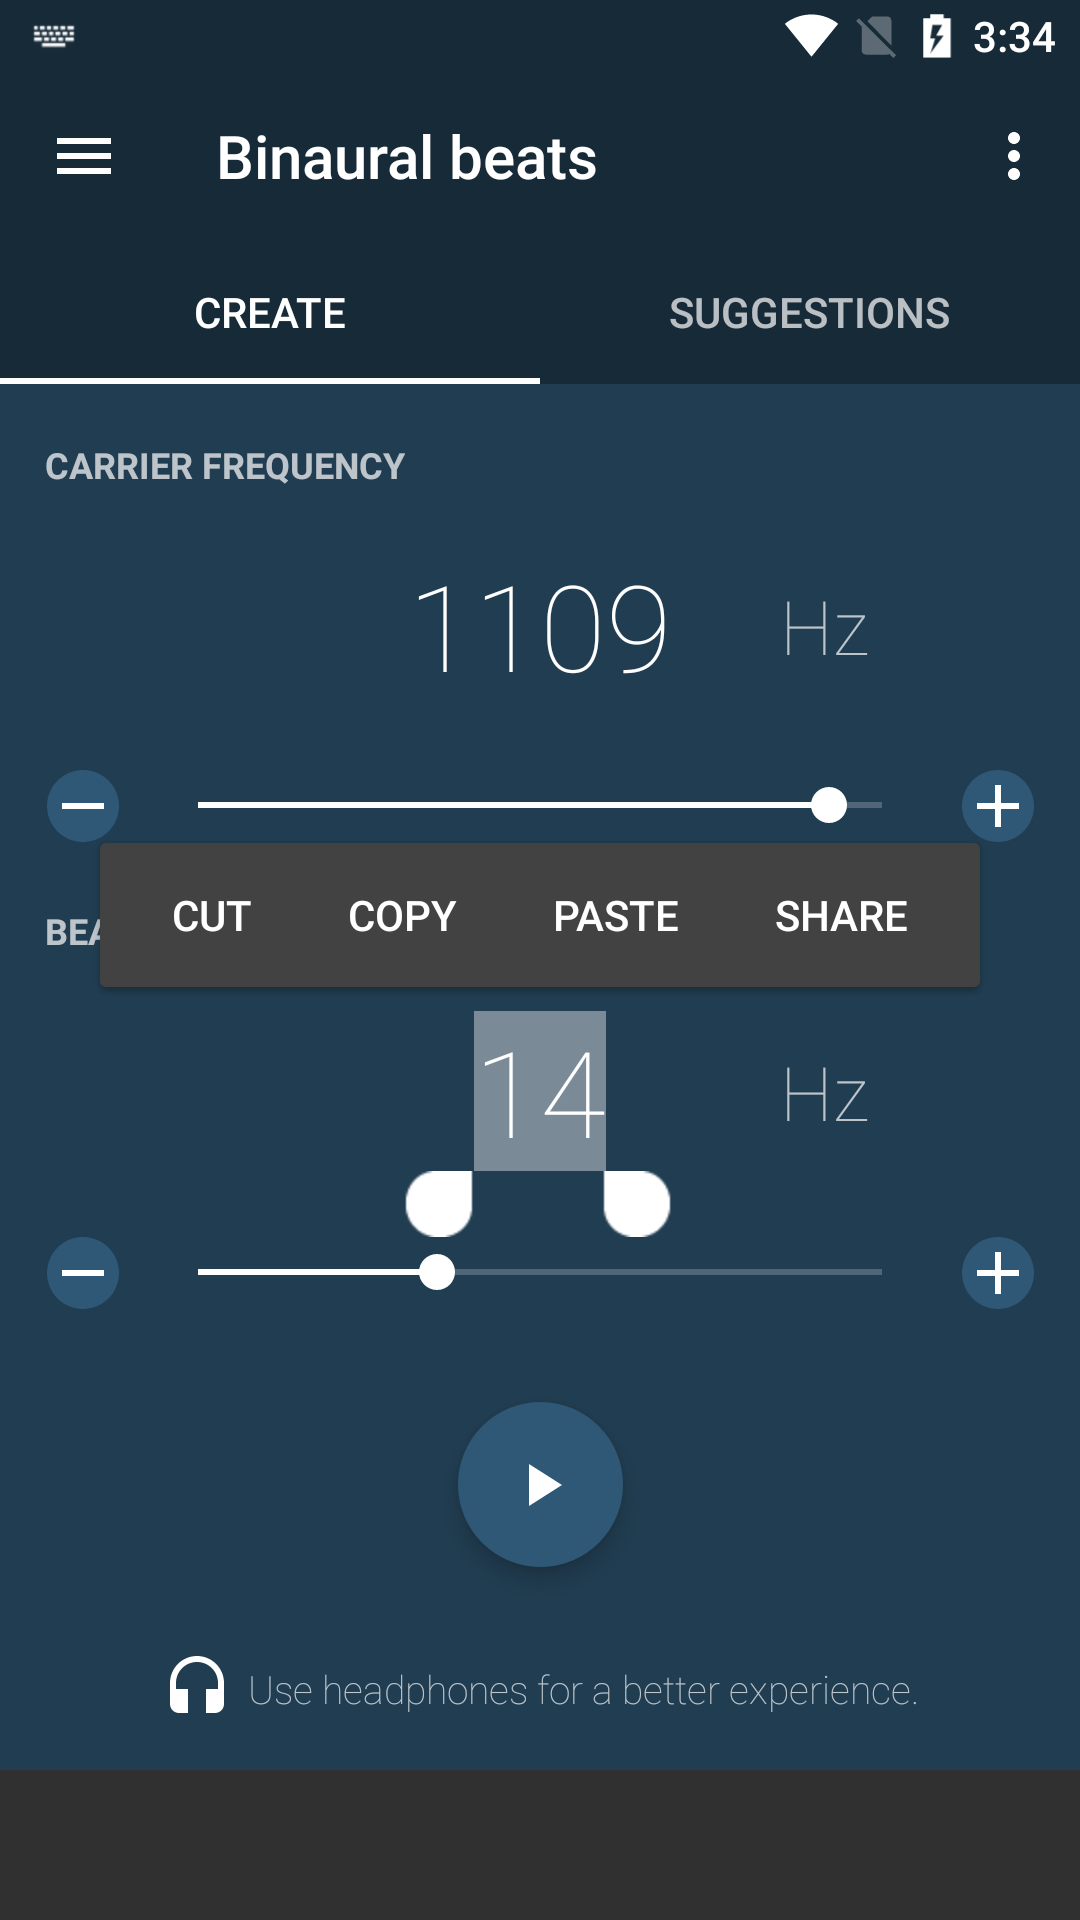 3:34
Binaural beats
CREATE
SUGGESTIONS
CARRIER FREQUENCY
1109 Hz
CUT COPY PASTE SHARE
14 Hz
Use headphones for a better experience.